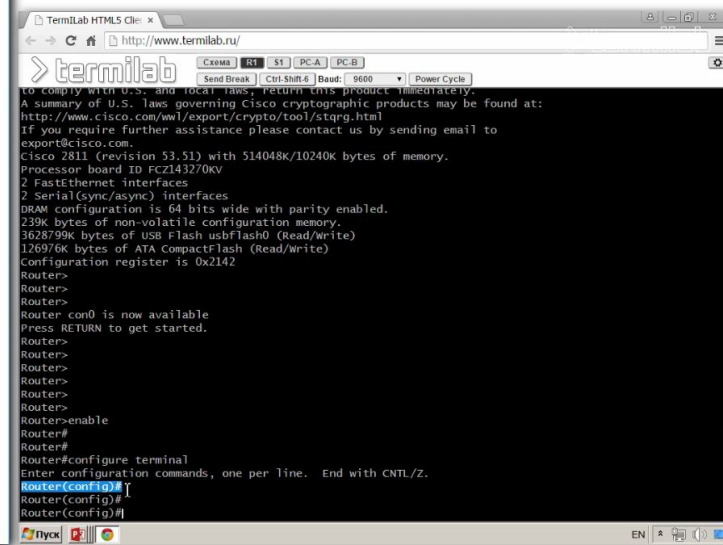 TermILab HTML5 Clie ×
http://www.termilab.ru/
termilab
Схема R1 S1 PC-A PC-B
Send Break Ctrl-Shift-6 Baud: 9600 Power Cycle
to comply with U.S. and local laws, return this product immediately.
A summary of U.S. laws governing Cisco cryptographic products may be found at:
http://www.cisco.com/wwl/export/crypto/tool/stqrg.html
If you require further assistance please contact us by sending email to
export@cisco.com.
Cisco 2811 (revision 53.51) with 514048K/10240K bytes of memory.
Processor board ID FCZ143270KV
2 FastEthernet interfaces
2 Serial(sync/async) interfaces
DRAM configuration is 64 bits wide with parity enabled.
239K bytes of non-volatile configuration memory.
3628799K bytes of USB Flash usbflash0 (Read/Write)
126976K bytes of ATA CompactFlash (Read/Write)
Configuration register is 0x2142
Router>
Router>
Router>
Router con0 is now available
Press RETURN to get started.
Router>
Router>
Router>
Router>
Router>
Router>
Router>enable
Router#
Router#
Router#configure terminal
Enter configuration commands, one per line.  End with CNTL/Z.
Router(config)#
Router(config)#
Router(config)#
Пуск EN